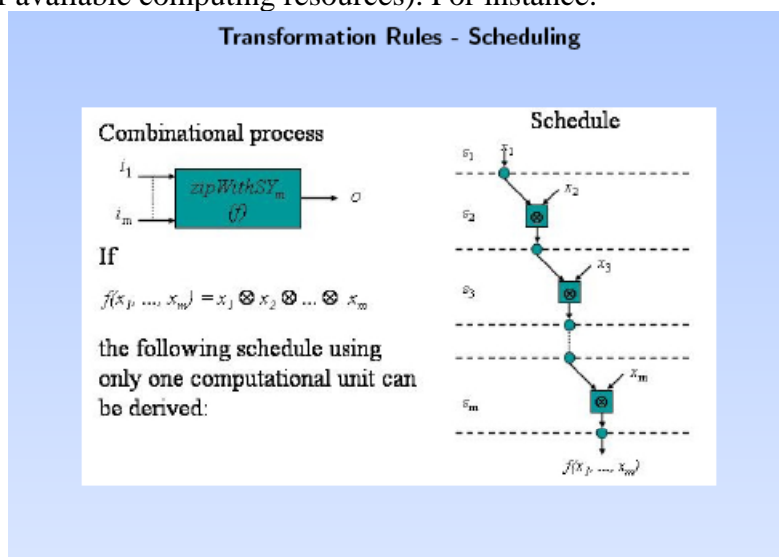 f available computing resources). For instance:
Transformation Rules - Scheduling
Combinational process
i₁
iₘ
zipWithSYₘ
(f)
o
If
f(x₁, ..., xₘ) = x₁ ⊗ x₂ ⊗ ... ⊗ xₘ
the following schedule using
only one computational unit can
be derived:
Schedule
s₁
x₁
x₂
s₂
⊗
x₃
s₃
⊗
xₘ
sₘ
⊗
f(x₁, ..., xₘ)